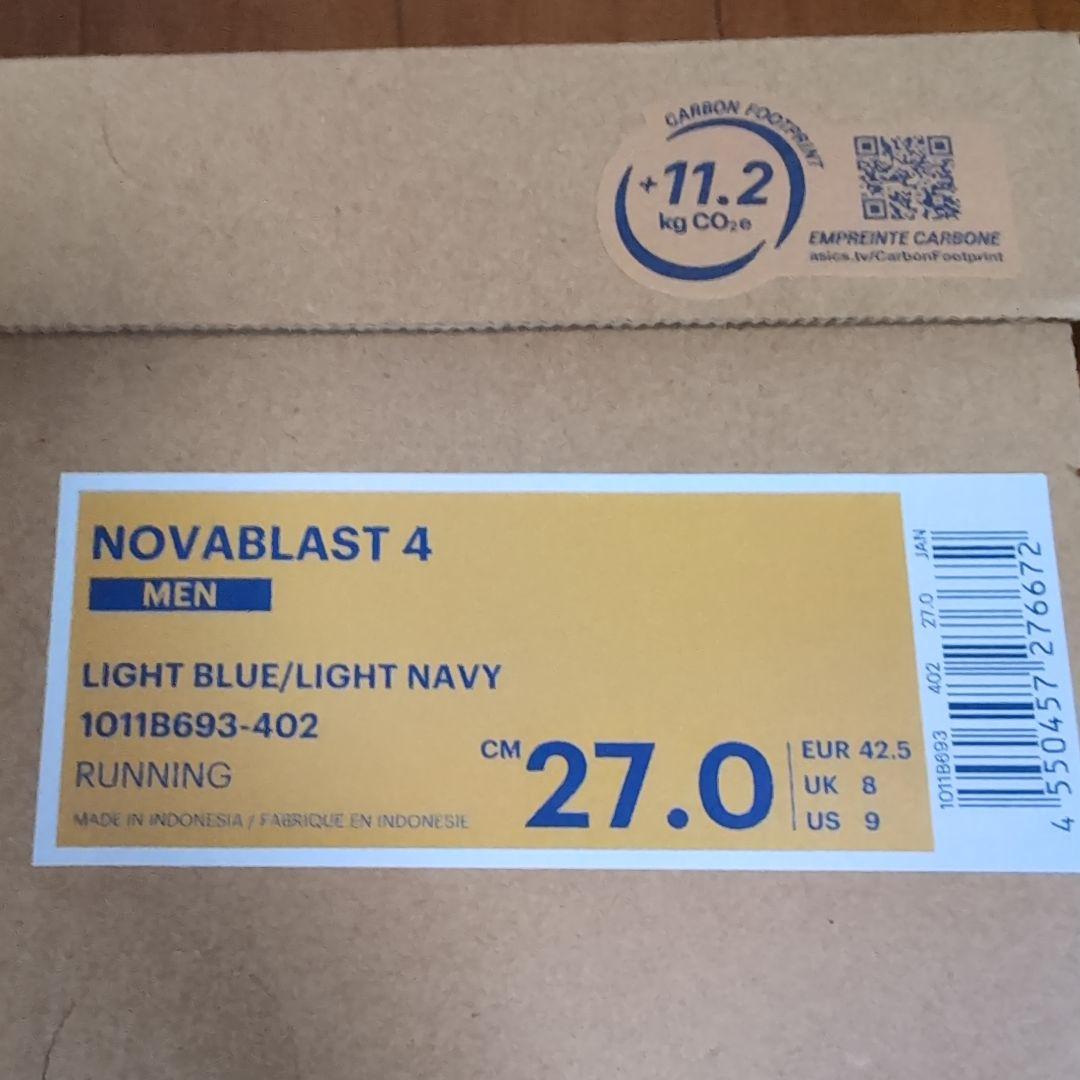 CARBON FOOTPRINT
+11.2
kg CO₂e
EMPREINTE CARBONE
asics.tv/CarbonFootprint
NOVABLAST 4
MEN
LIGHT BLUE/LIGHT NAVY
1011B693-402
RUNNING
MADE IN INDONESIA / FABRIQUE EN INDONESIE
CM 27.0
EUR 42.5
UK 8
US 9
1011B693 402 27.0 JAN
4 550457 276672